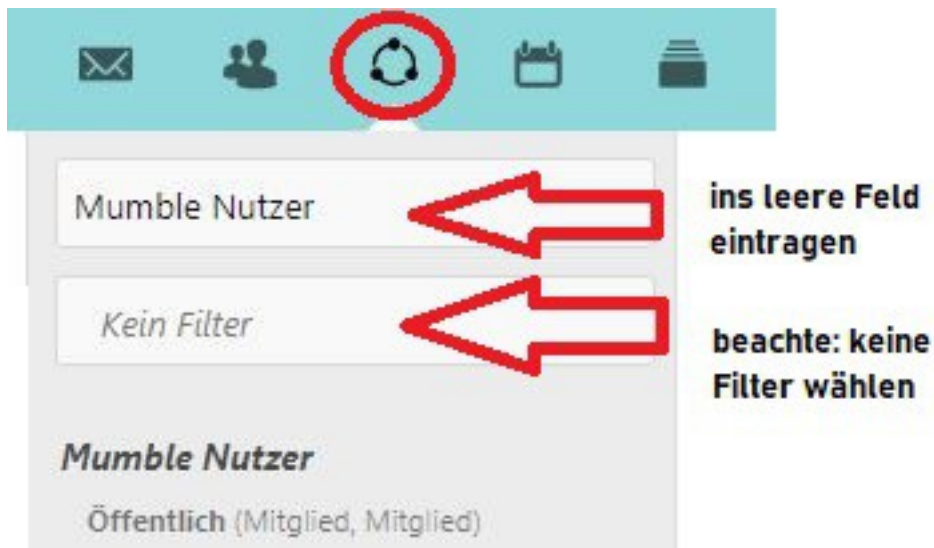 Mumble Nutzer
ins leere Feld
eintragen
Kein Filter
beachte: keine
Filter wählen
Mumble Nutzer
Öffentlich (Mitglied, Mitglied)